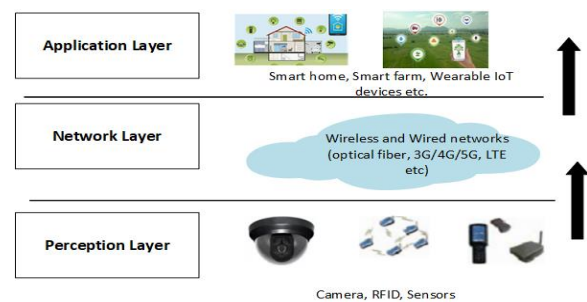 Application Layer
Smart home, Smart farm, Wearable IoT
devices etc.
Network Layer
Wireless and Wired networks
(optical fiber, 3G/4G/5G, LTE
etc)
Perception Layer
Camera, RFID, Sensors